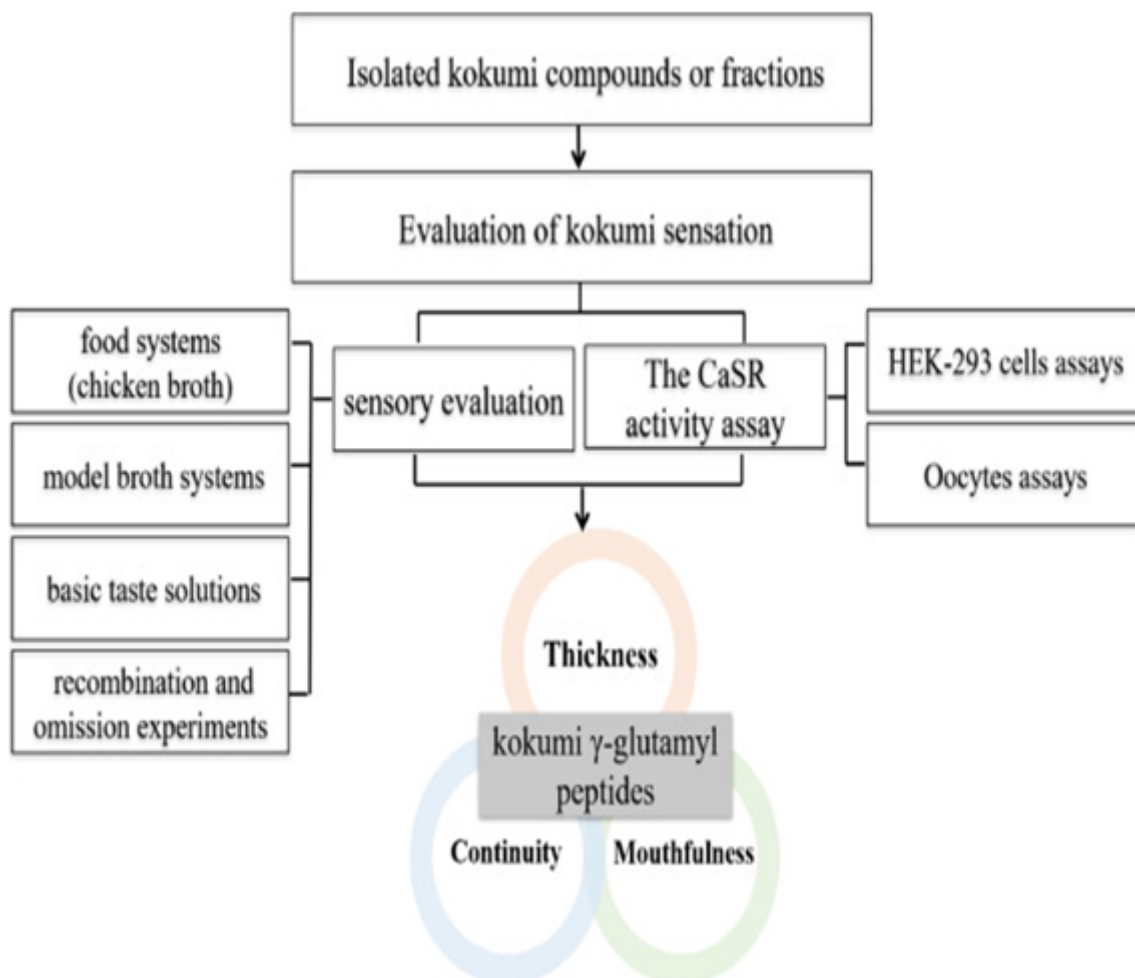 Isolated kokumi compounds or fractions
Evaluation of kokumi sensation
food systems
(chicken broth)
model broth systems
basic taste solutions
recombination and
omission experiments
sensory evaluation
The CaSR
activity assay
HEK-293 cells assays
Oocytes assays
Thickness
kokumi γ-glutamyl
peptides
Continuity
Mouthfulness